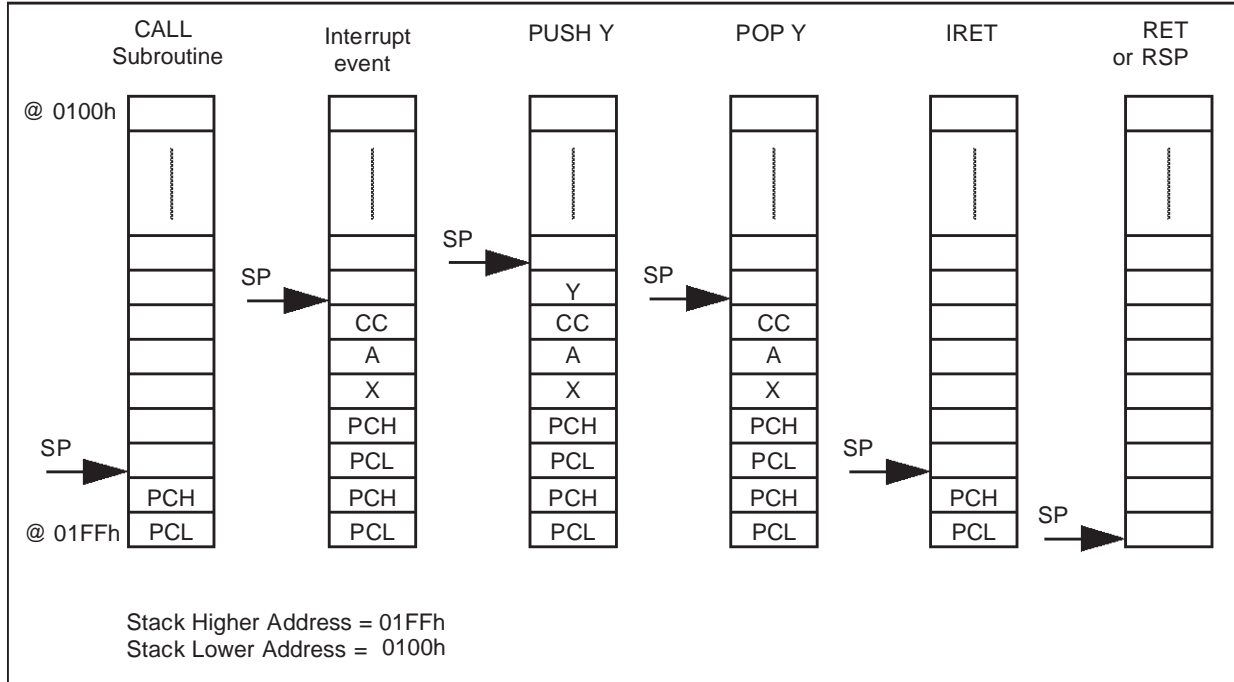 CALL
Subroutine
Interrupt
event
PUSH Y
POP Y
IRET
RET
or RSP
@ 0100h
SP
SP
SP
CC
A
X
PCH
PCL
PCH
PCL
Y
CC
A
X
PCH
PCL
PCH
PCL
CC
A
X
PCH
PCL
PCH
PCL
SP
PCH
@ 01FFh
PCL
SP
PCH
PCL
SP
Stack Higher Address = 01FFh
Stack Lower Address = 0100h